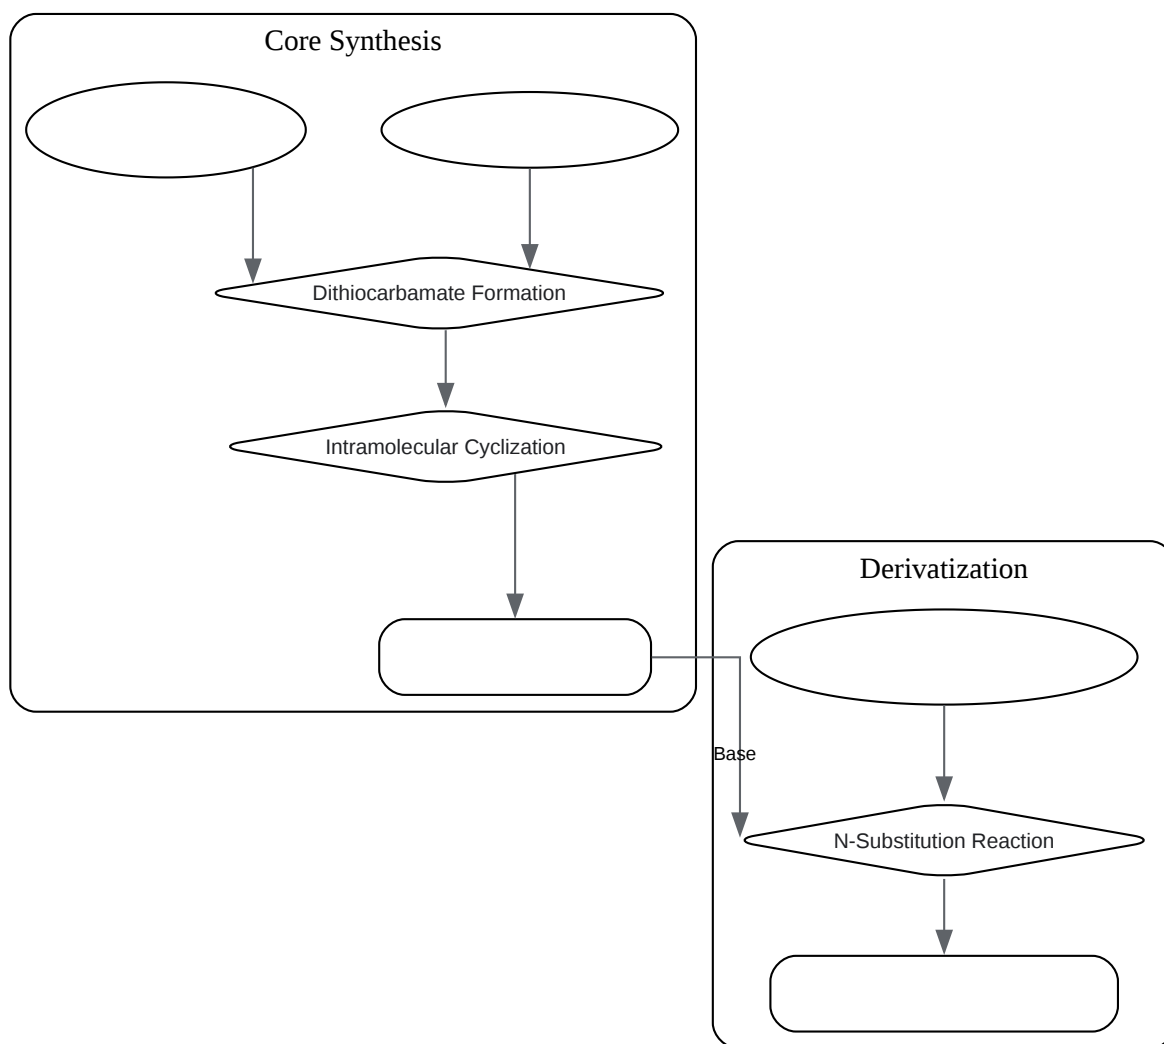 Core Synthesis
Dithiocarbamate Formation
Intramolecular Cyclization
Derivatization
Base
N-Substitution Reaction